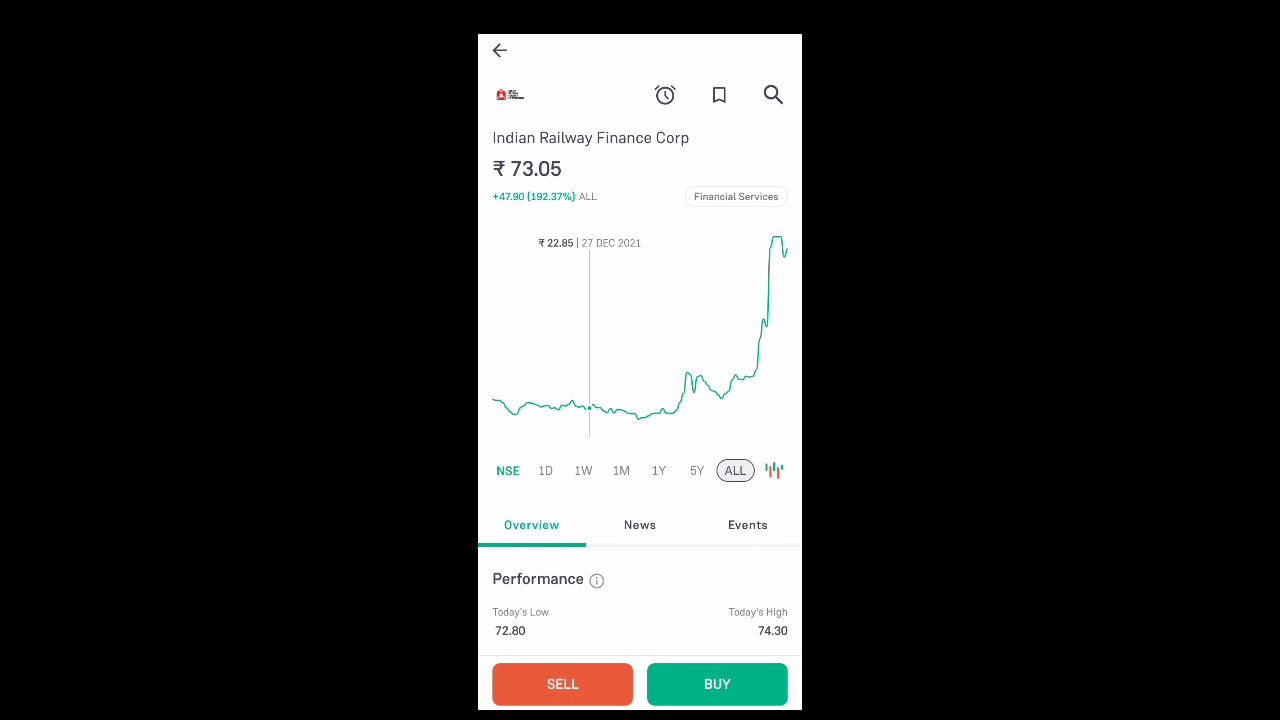 Indian Railway Finance Corp
₹ 73.05
+47.90 (192.37%) ALL
Financial Services
₹ 22.85 | 27 DEC 2021
NSE 1D 1W 1M 1Y 5Y ALL
Overview News Events
Performance
Today's Low Today's High
72.80 74.30
SELL BUY